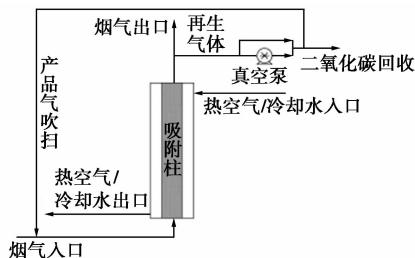 烟气出口
再生
气体
真空泵
二氧化碳回收
产品气吹扫
热空气/冷却水入口
吸附柱
热空气/
冷却水出口
烟气入口